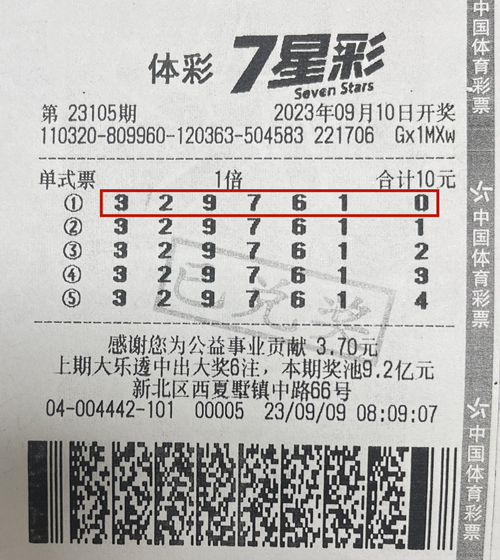 体彩 7星彩
Seven Stars
第 23105期 2023年09月10日开奖
110320-809960-120363-504583 221706 Gx1MXw
单式票 1倍 合计10元
① 3 2 9 7 6 1 0
② 3 2 9 7 6 1 1
③ 3 2 9 7 6 1 2
④ 3 2 9 7 6 1 3
⑤ 3 2 9 7 6 1 4
已兑奖
感谢您为公益事业贡献 3.70元
上期大乐透中出大奖6注，本期奖池9.2亿元
新北区西夏墅镇中路66号
04-004442-101 00005 23/09/09 08:09:07
中国体育彩票
中国体育彩票
中国体育彩票